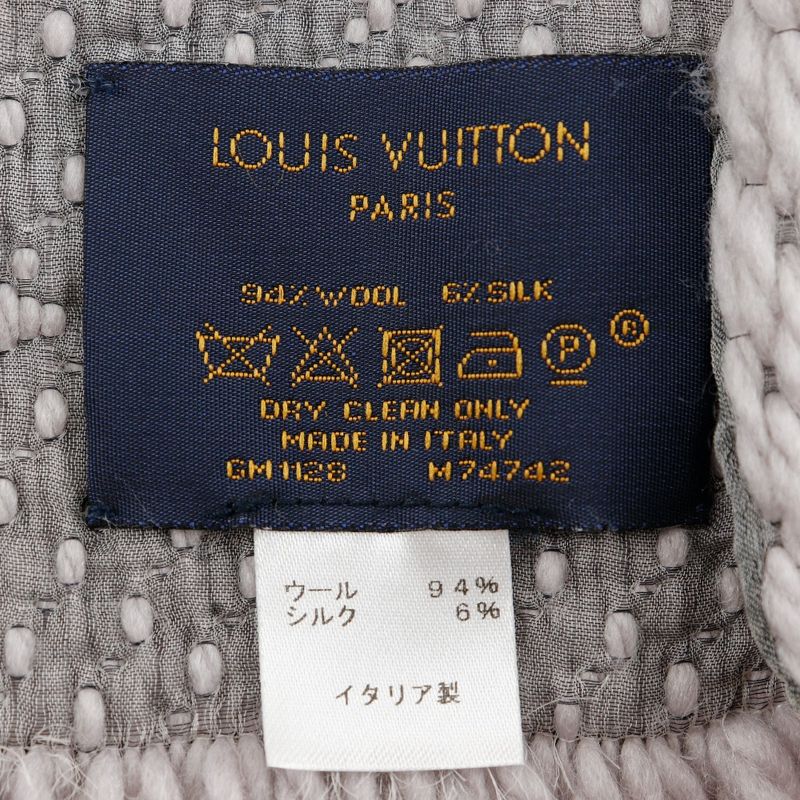 LOUIS VUITTON
PARIS
94% WOOL 6% SILK
P ®
DRY CLEAN ONLY
MADE IN ITALY
GM1128 M74742
ウール 94%
シルク 6%
イタリア製